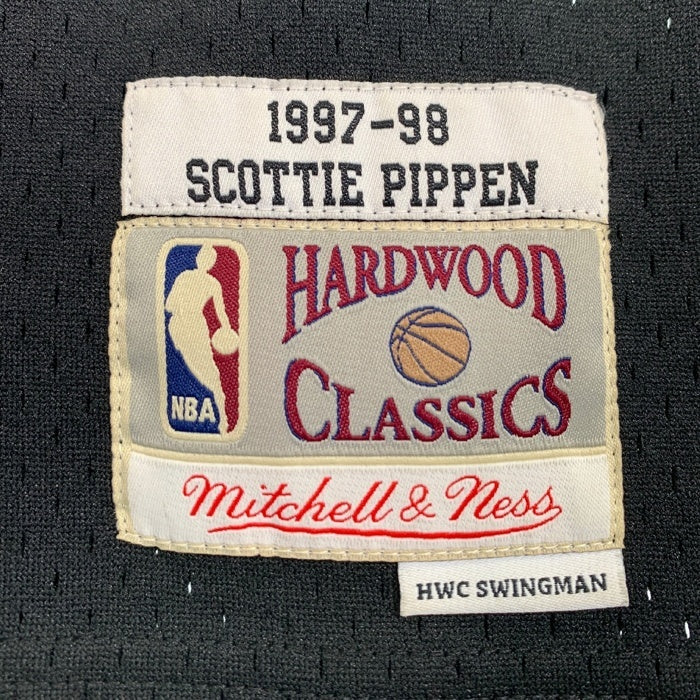 1997-98
SCOTTIE PIPPEN
HARDWOOD
CLASSICS
NBA
Mitchell & Ness
HWC SWINGMAN